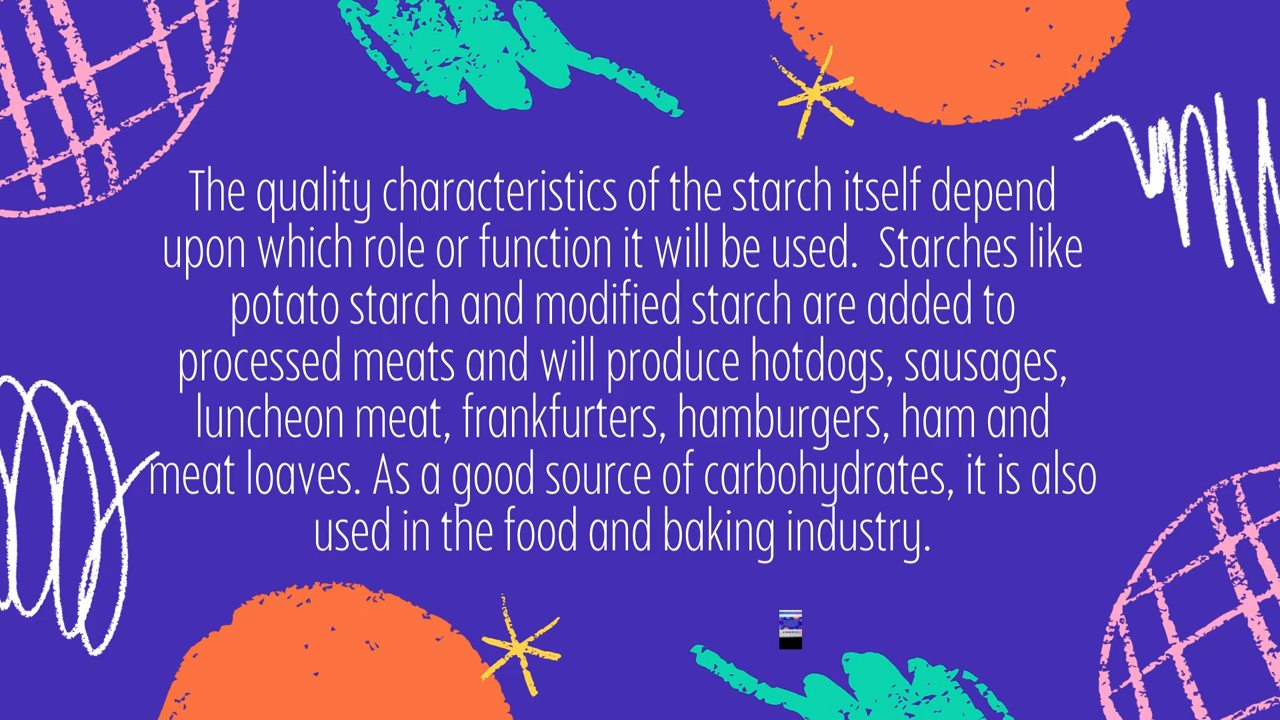 The quality characteristics of the starch itself depend
upon which role or function it will be used.  Starches like
potato starch and modified starch are added to
processed meats and will produce hotdogs, sausages,
luncheon meat, frankfurters, hamburgers, ham and
meat loaves. As a good source of carbohydrates, it is also
used in the food and baking industry.